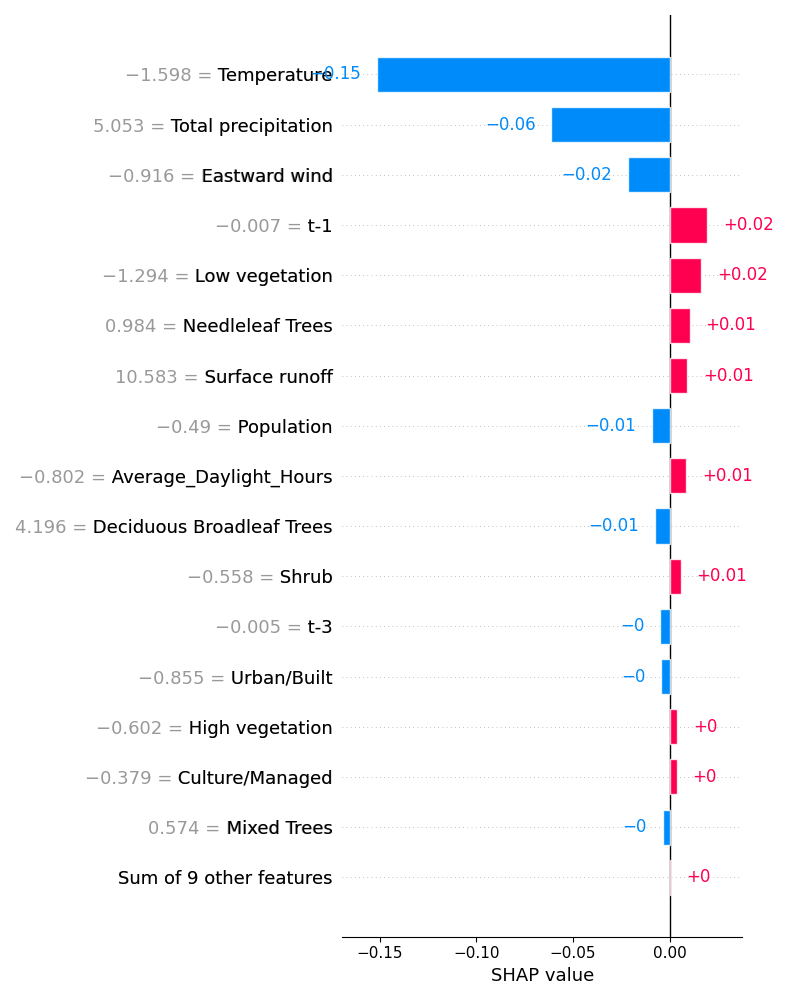 −1.598 = Temperature −0.15
5.053 = Total precipitation −0.06
−0.916 = Eastward wind −0.02
−0.007 = t-1 +0.02
−1.294 = Low vegetation +0.02
0.984 = Needleleaf Trees +0.01
10.583 = Surface runoff +0.01
−0.49 = Population −0.01
−0.802 = Average_Daylight_Hours +0.01
4.196 = Deciduous Broadleaf Trees −0.01
−0.558 = Shrub +0.01
−0.005 = t-3 −0
−0.855 = Urban/Built −0
−0.602 = High vegetation +0
−0.379 = Culture/Managed +0
0.574 = Mixed Trees −0
Sum of 9 other features +0
−0.15 −0.10 −0.05 0.00
SHAP value